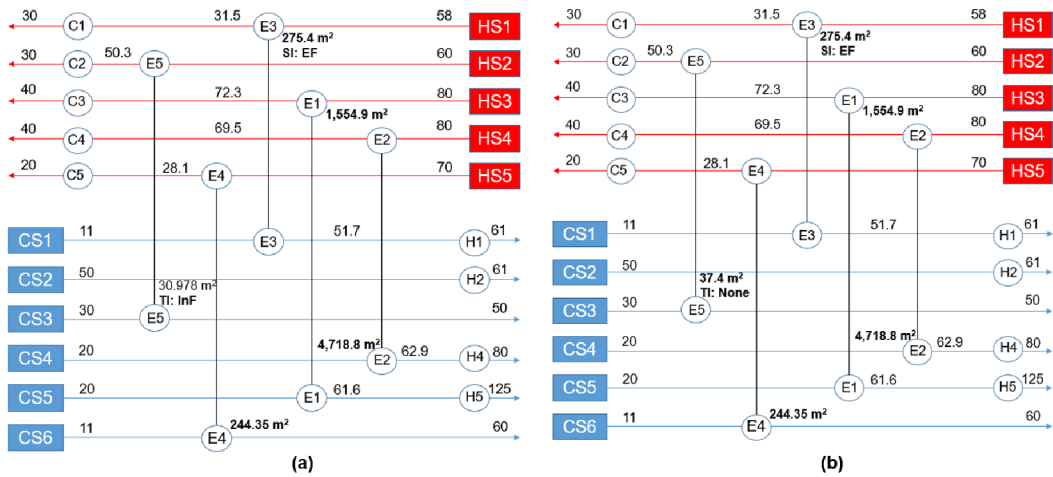 30 C1 31.5 E3 58 HS1
275.4 m²
SI: EF
30 C2 50.3 E5 60 HS2
40 C3 72.3 E1 80 HS3
1,554.9 m²
40 C4 69.5 E2 80 HS4
20 C5 28.1 E4 70 HS5
CS1 11 E3 51.7 H1 61
CS2 50 H2 61
30.978 m²
TI: InF
CS3 30 E5 50
4,718.8 m²
CS4 20 E2 62.9 H4 80
CS5 20 E1 61.6 H5 125
244.35 m²
CS6 11 E4 60
(a)
30 C1 31.5 E3 58 HS1
275.4 m²
SI: EF
30 C2 50.3 E5 60 HS2
40 C3 72.3 E1 80 HS3
1,554.9 m²
40 C4 69.5 E2 80 HS4
20 C5 28.1 E4 70 HS5
CS1 11 E3 51.7 H1 61
CS2 50 H2 61
37.4 m²
TI: None
CS3 30 E5 50
4,718.8 m²
CS4 20 E2 62.9 H4 80
CS5 20 E1 61.6 H5 125
244.35 m²
CS6 11 E4 60
(b)